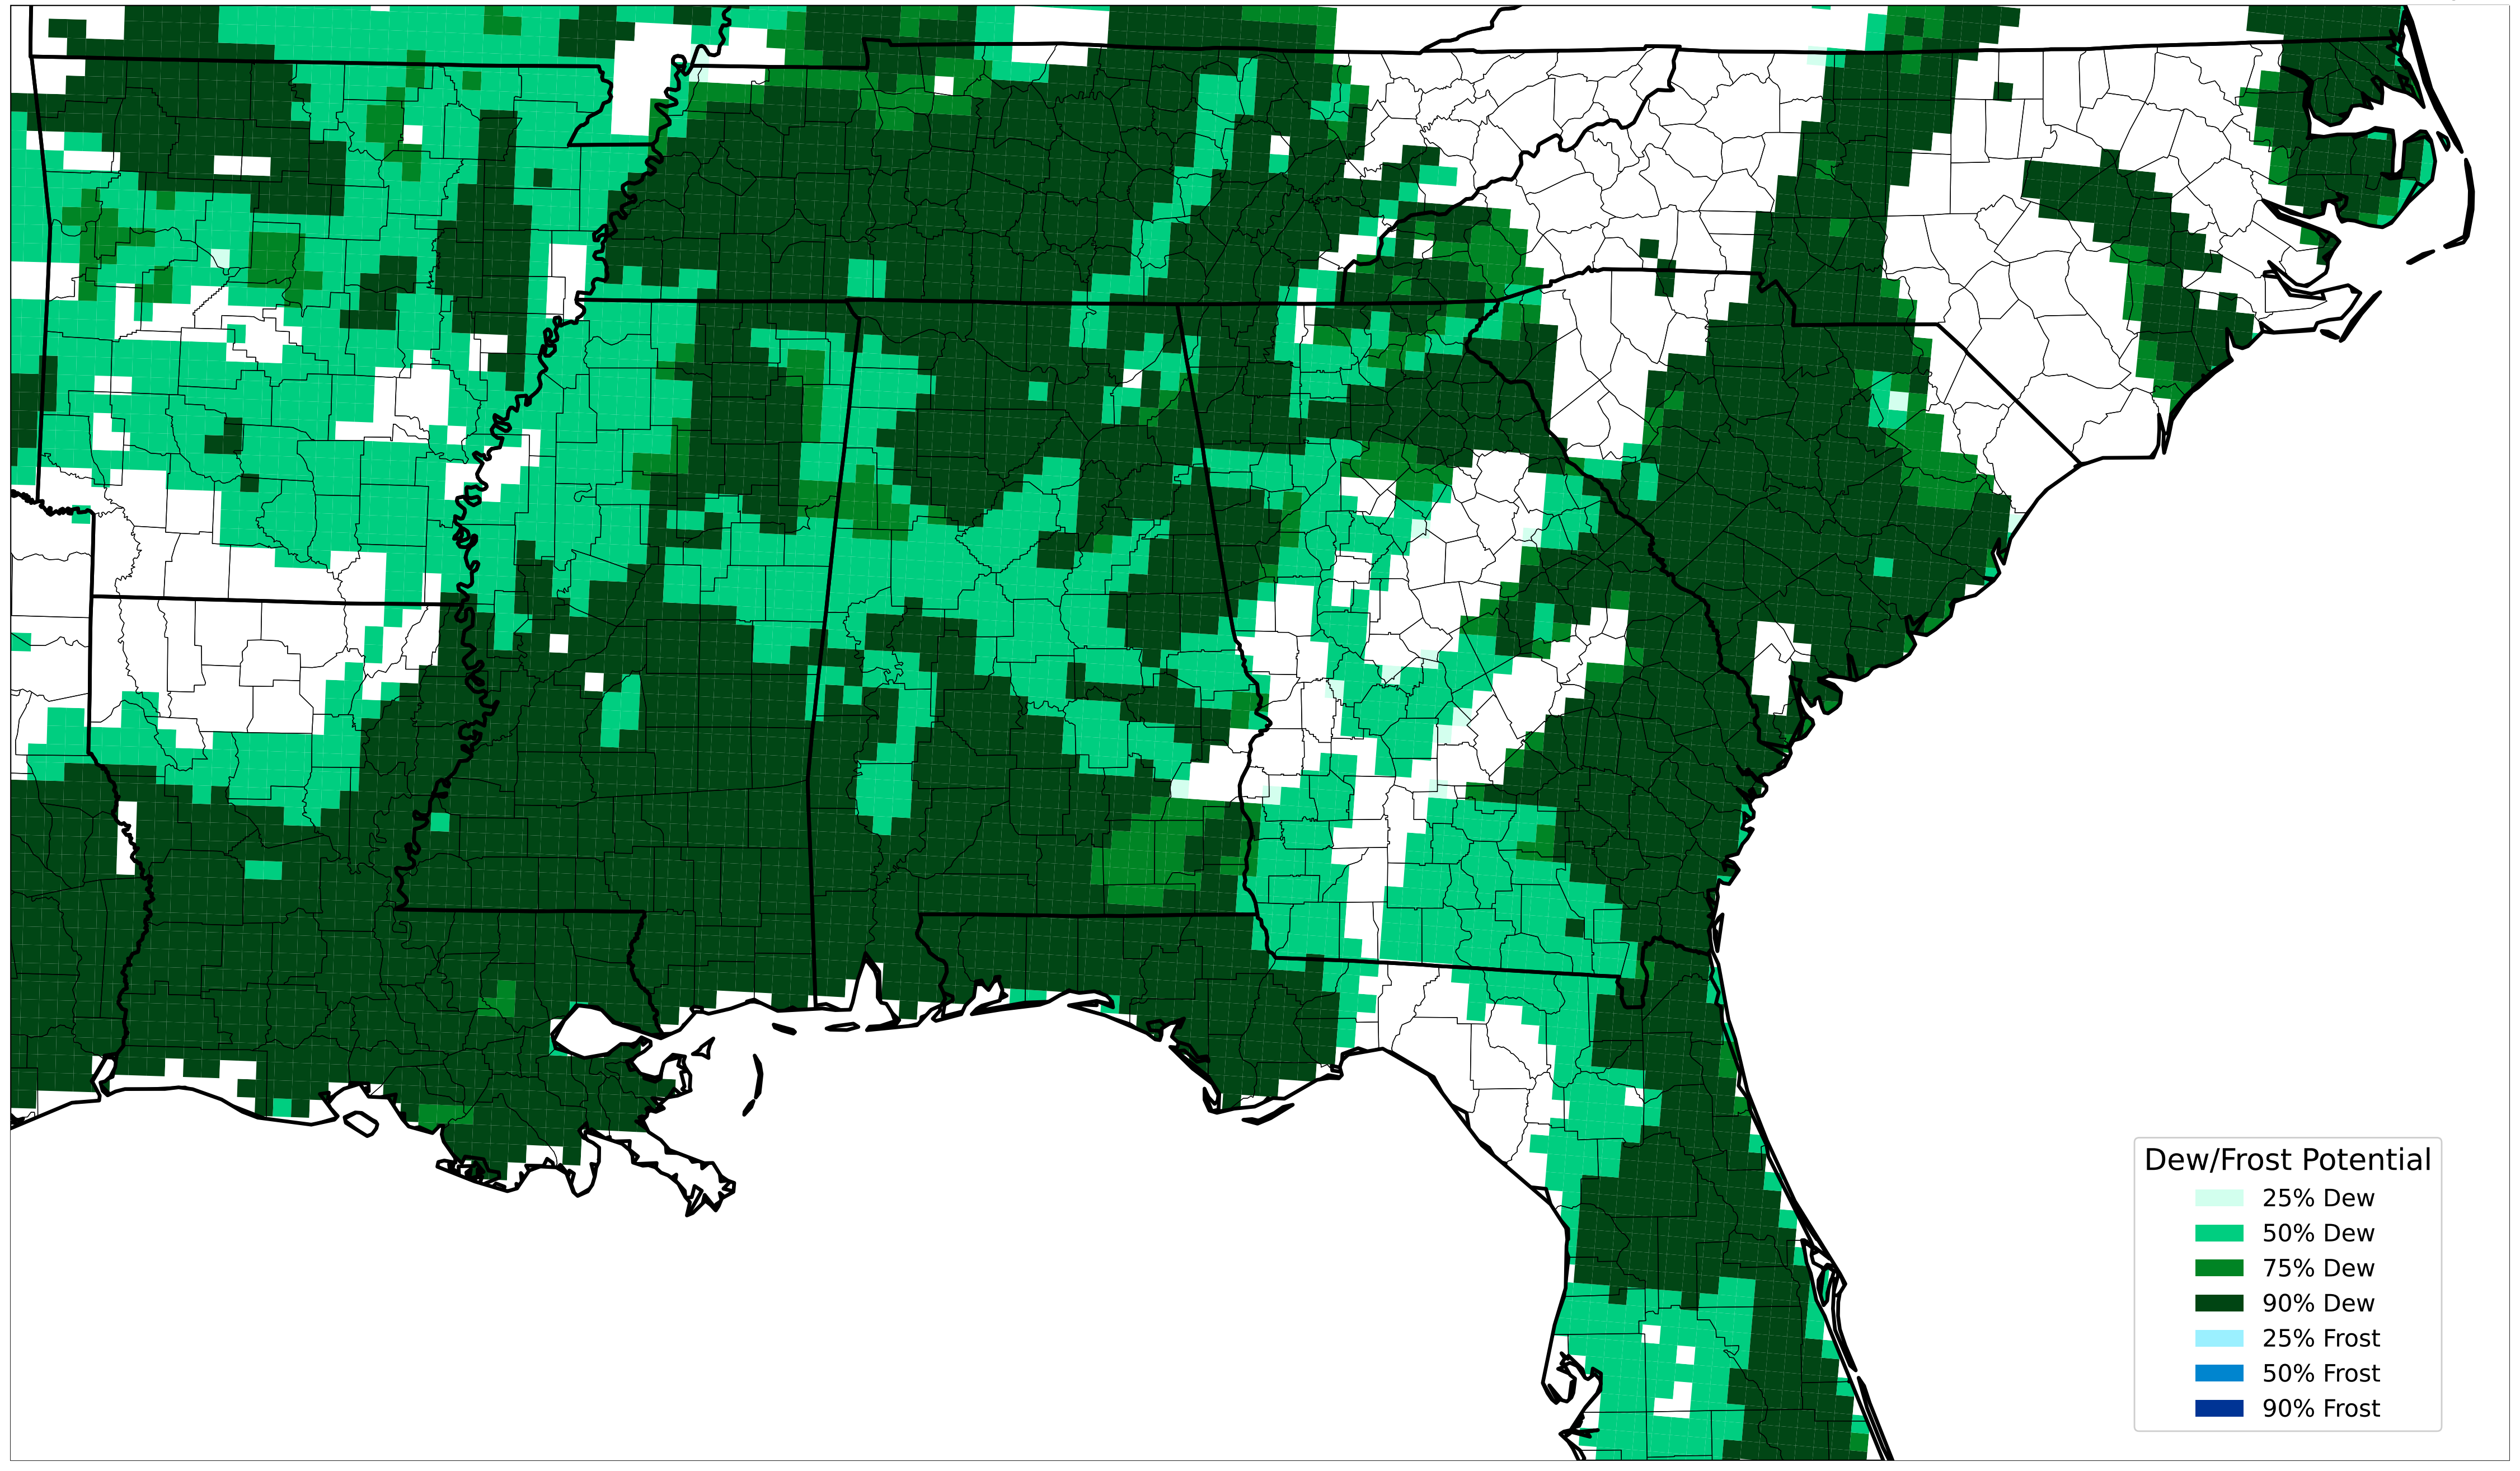 Dew/Frost Potential
25% Dew
50% Dew
75% Dew
90% Dew
25% Frost
50% Frost
90% Frost